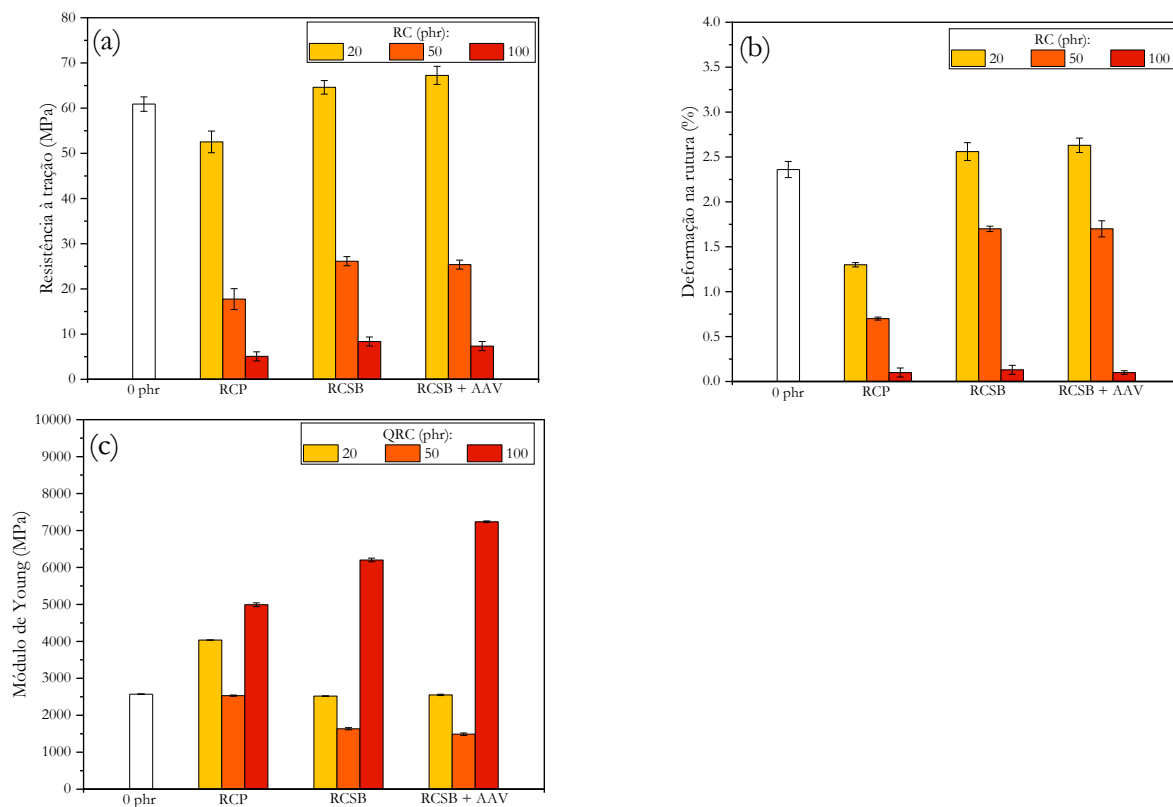 (a)
RC (phr):
20 50 100
Resistência à tração (MPa)
80
70
60
50
40
30
20
10
0
0 phr RCP RCSB RCSB + AAV
(b)
RC (phr):
20 50 100
Deformação na rutura (%)
4.0
3.5
3.0
2.5
2.0
1.5
1.0
0.5
0.0
0 phr RCP RCSB RCSB + AAV
(c)
QRC (phr):
20 50 100
Módulo de Young (MPa)
10000
9000
8000
7000
6000
5000
4000
3000
2000
1000
0
0 phr RCP RCSB RCSB + AAV